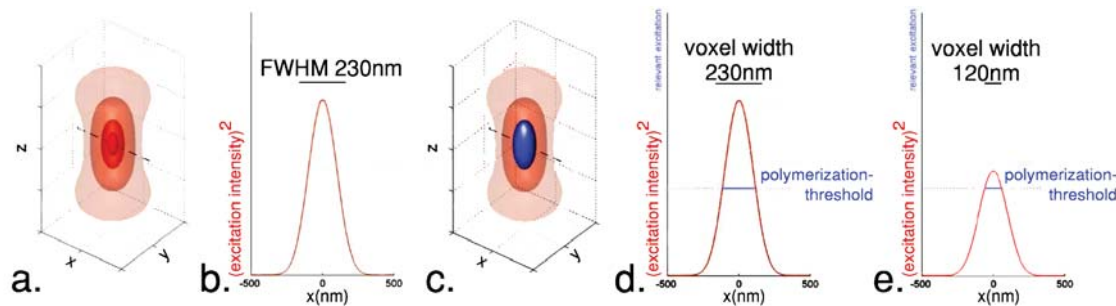 z
x
y
a.
(excitation intensity)2
FWHM 230nm
-500
0
500
x(nm)
b.
z
x
y
c.
relevant excitation
(excitation intensity)2
voxel width
230nm
polymerization-
threshold
-500
0
500
x(nm)
d.
relevant excitation
(excitation intensity)2
voxel width
120nm
polymerization-
threshold
-500
0
500
x(nm)
e.